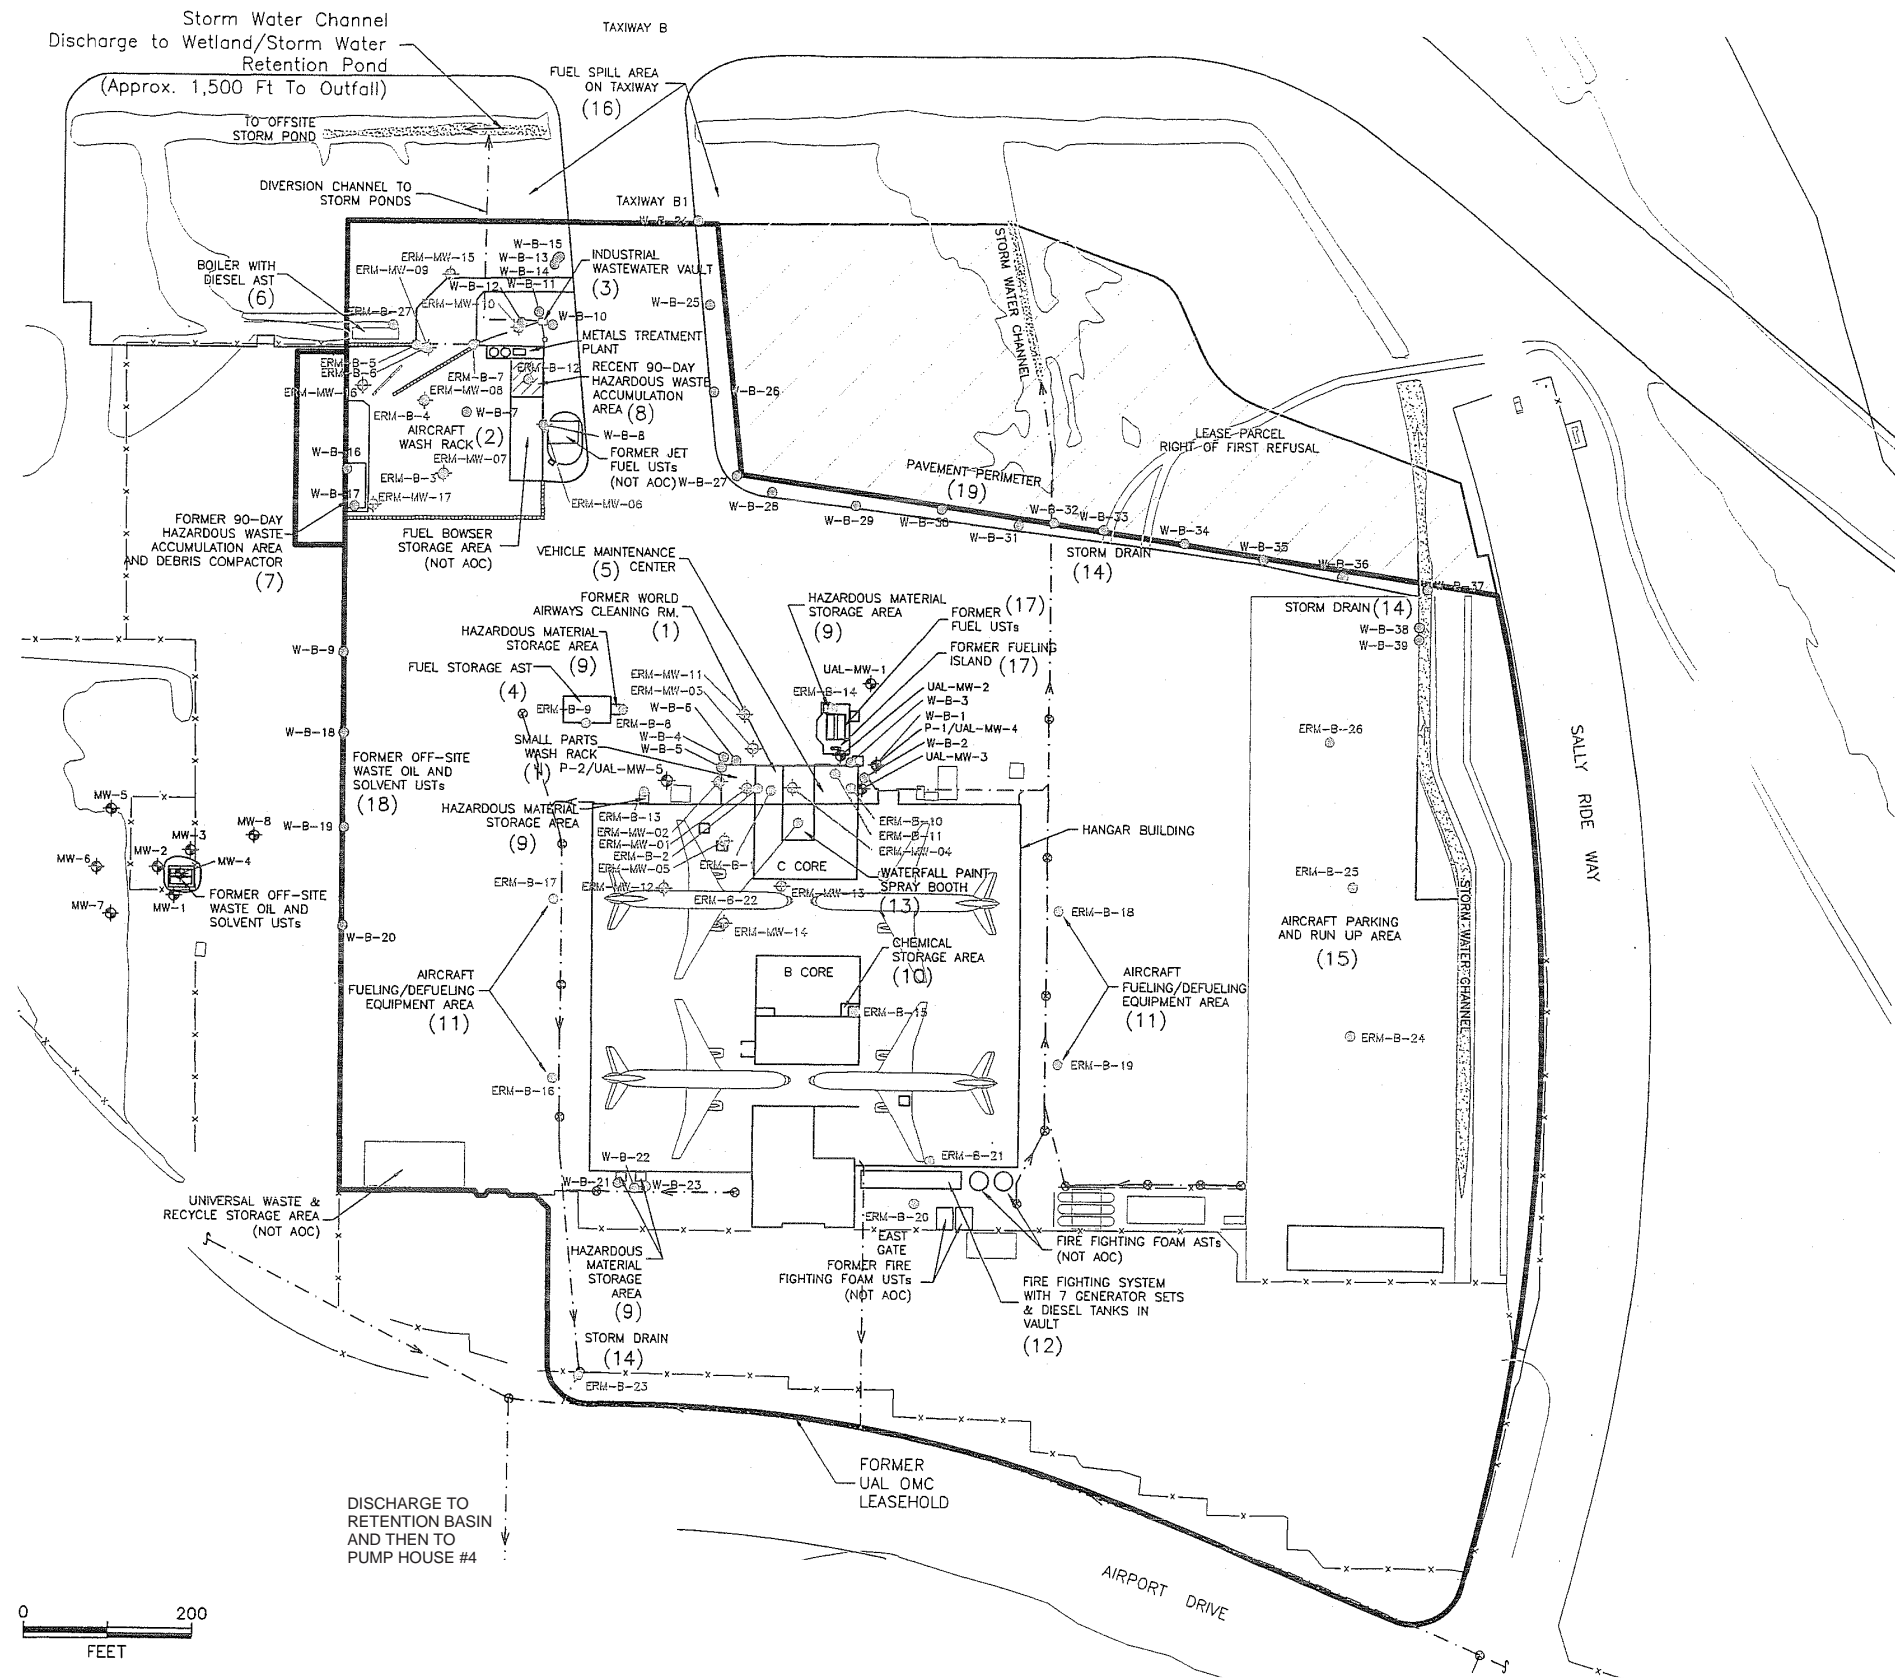 Storm Water Channel
Discharge to Wetland/Storm Water
Retention Pond
(Approx. 1,500 Ft To Outfall)
TAXIWAY B
FUEL SPILL AREA
ON TAXIWAY
(16)
TO OFFSITE
STORM POND
DIVERSION CHANNEL TO
STORM PONDS
TAXIWAY B1
W-B-24
BOILER WITH
DIESEL AST
(6)
ERM-MW-15
ERM-MW-09
W-B-15
W-B-13
W-B-14
W-B-12
W-B-11
ERM-MW-10
ERM-B-27
W-B-10
INDUSTRIAL
WASTEWATER VAULT
(3)
METALS TREATMENT
PLANT
ERM-B-12
RECENT 90-DAY
HAZARDOUS WASTE
ACCUMULATION
AREA (8)
ERM-B-5
ERM-B-6
ERM-MW-16
ERM-B-7
ERM-MW-08
ERM-B-4
W-B-7
AIRCRAFT
WASH RACK (2)
W-B-8
FORMER JET
FUEL USTs
(NOT AOC)
W-B-16
ERM-MW-07
ERM-B-3
W-B-17
ERM-MW-17
ERM-MW-06
FORMER 90-DAY
HAZARDOUS WASTE
ACCUMULATION AREA
AND DEBRIS COMPACTOR
(7)
FUEL BOWSER
STORAGE AREA
(NOT AOC)
W-B-25
W-B-26
W-B-27
W-B-28
W-B-29
W-B-30
W-B-31
W-B-32
W-B-33
W-B-34
W-B-35
W-B-36
W-B-37
STORM WATER CHANNEL
LEASE PARCEL
RIGHT OF FIRST REFUSAL
PAVEMENT PERIMETER
(19)
STORM DRAIN
(14)
STORM DRAIN (14)
W-B-38
W-B-39
VEHICLE MAINTENANCE
(5) CENTER
FORMER WORLD
AIRWAYS CLEANING RM.
(1)
HAZARDOUS MATERIAL
STORAGE AREA
(9)
HAZARDOUS MATERIAL
STORAGE AREA
(9)
FORMER (17)
FUEL USTs
FORMER FUELING
ISLAND (17)
FUEL STORAGE AST
(4)
ERM-B-9
ERM-B-8
ERM-MW-11
ERM-MW-03
W-B-6
W-B-4
W-B-5
UAL-MW-1
ERM-B-14
UAL-MW-2
W-B-3
W-B-1
P-1/UAL-MW-4
W-B-2
UAL-MW-3
SMALL PARTS
WASH RACK
(1)
P-2/UAL-MW-5
W-B-9
W-B-18
FORMER OFF-SITE
WASTE OIL AND
SOLVENT USTs
(18)
HAZARDOUS MATERIAL
STORAGE AREA
(9)
ERM-B-13
ERM-MW-02
ERM-MW-01
ERM-B-2
ERM-MW-05
ERM-B-1
ERM-MW-12
ERM-B-10
ERM-B-11
ERM-MW-04
C CORE
WATERFALL PAINT
SPRAY BOOTH
(13)
HANGAR BUILDING
MW-5
MW-3
MW-8
MW-6
MW-2
MW-4
MW-7
MW-1
W-B-19
FORMER OFF-SITE
WASTE OIL AND
SOLVENT USTs
W-B-20
ERM-B-17
ERM-6-22
ERM-MW-13
ERM-MW-14
ERM-B-18
B CORE
CHEMICAL
STORAGE AREA
(10)
ERM-B-15
AIRCRAFT
FUELING/DEFUELING
EQUIPMENT AREA
(11)
AIRCRAFT
FUELING/DEFUELING
EQUIPMENT AREA
(11)
ERM-B-16
ERM-B-19
ERM-B-26
ERM-B-25
AIRCRAFT PARKING
AND RUN UP AREA
(15)
ERM-B-24
STORM WATER CHANNEL
SALLY RIDE WAY
W-B-22
W-B-21
W-B-23
ERM-B-21
ERM-B-20
EAST
GATE
UNIVERSAL WASTE &
RECYCLE STORAGE AREA
(NOT AOC)
HAZARDOUS
MATERIAL
STORAGE
AREA
(9)
FORMER FIRE
FIGHTING FOAM USTs
(NOT AOC)
FIRE FIGHTING FOAM ASTs
(NOT AOC)
FIRE FIGHTING SYSTEM
WITH 7 GENERATOR SETS
& DIESEL TANKS IN
VAULT
(12)
STORM DRAIN
(14)
ERM-B-23
FORMER
UAL OMC
LEASEHOLD
DISCHARGE TO
RETENTION BASIN
AND THEN TO
PUMP HOUSE #4
AIRPORT DRIVE
0 200
FEET